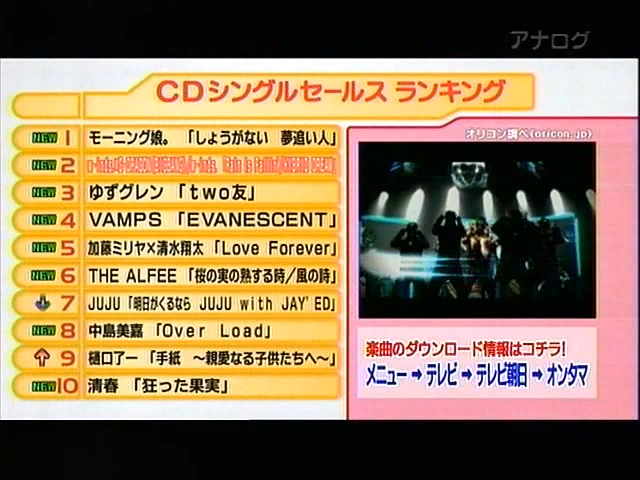 アナログ
CDシングルセールス ランキング
オリコン調べ(oricon.jp)
NEW 1 モーニング娘。 「しょうがない 夢追い人」
NEW 2
NEW 3 ゆずグレン 「two友」
NEW 4 VAMPS 「EVANESCENT」
NEW 5 加藤ミリヤ×清水翔太 「Love Forever」
NEW 6 THE ALFEE 「桜の実の熟する時/風の詩」
7 JUJU 「明日がくるなら JUJU with JAY'ED」
NEW 8 中島美嘉 「Over Load」
9 樋口了一 「手紙 ～親愛なる子供たちへ～」
NEW 10 清春 「狂った果実」
楽曲のダウンロード情報はコチラ!
メニュー → テレビ → テレビ朝日 → オンタマ